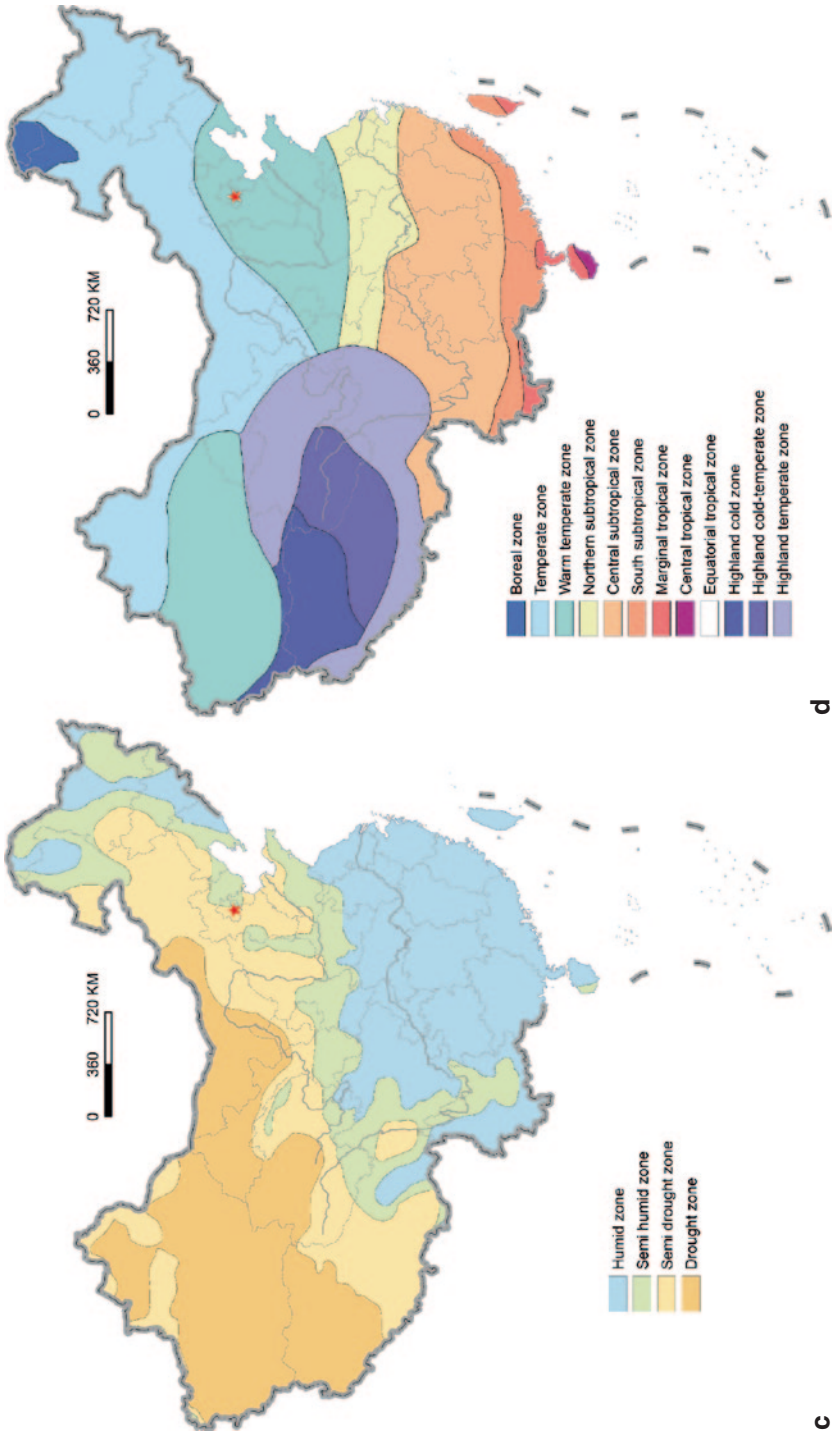 0 360 720 KM
Humid zone
Semi humid zone
Semi drought zone
Drought zone
c
0 360 720 KM
Boreal zone
Temperate zone
Warm temperate zone
Northern subtropical zone
Central subtropical zone
South subtropical zone
Marginal tropical zone
Central tropical zone
Equatorial tropical zone
Highland cold zone
Highland cold-temperate zone
Highland temperate zone
d